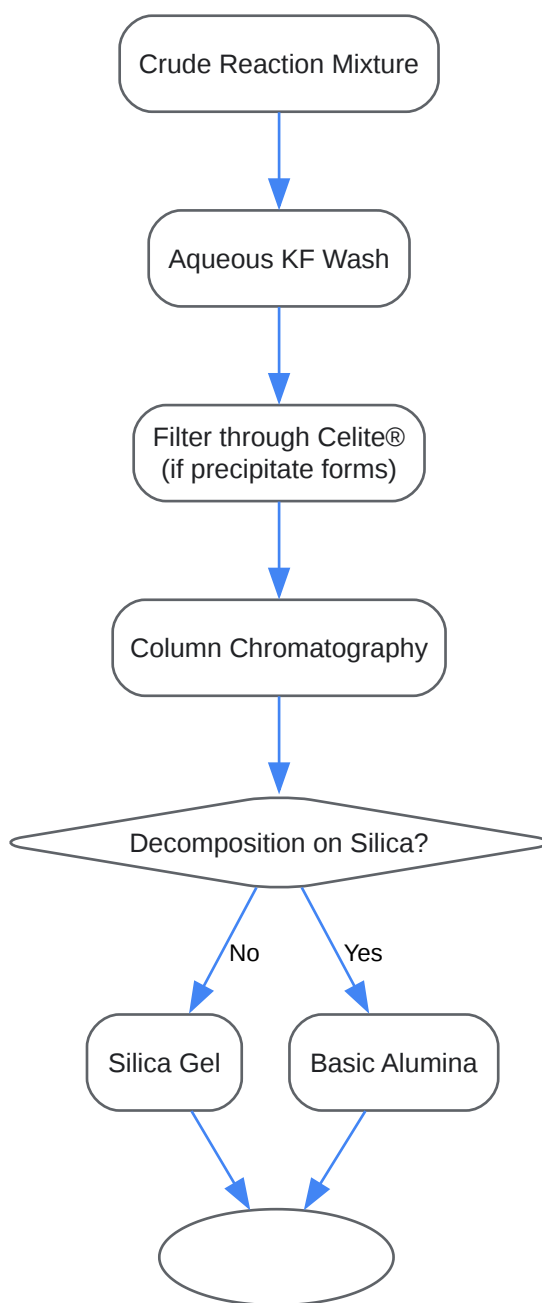 Crude Reaction Mixture
Aqueous KF Wash
Filter through Celite®
(if precipitate forms)
Column Chromatography
Decomposition on Silica?
No
Yes
Silica Gel
Basic Alumina